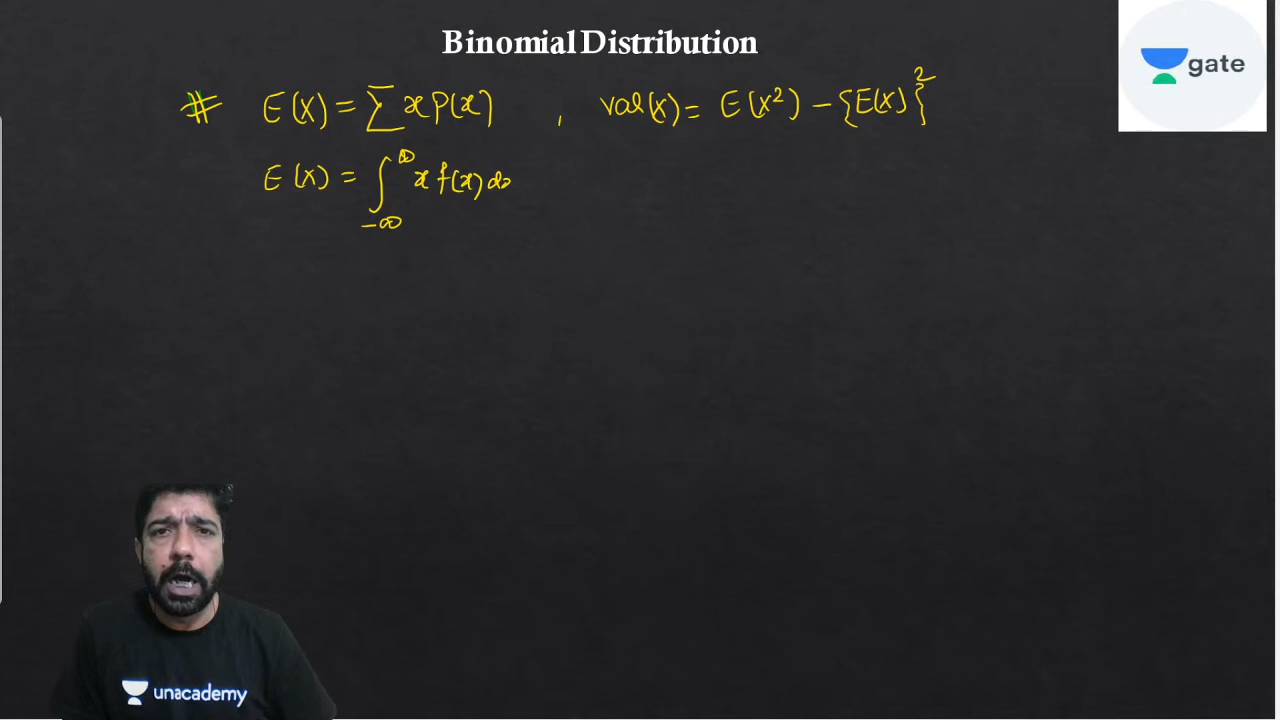 Binomial Distribution
gate
# E(X) = ∑ x P(x) , var(x) = E(X²) - {E(X)}²
E(X) = ∫_{-∞}^{∞} x f(x) dx
unacademy